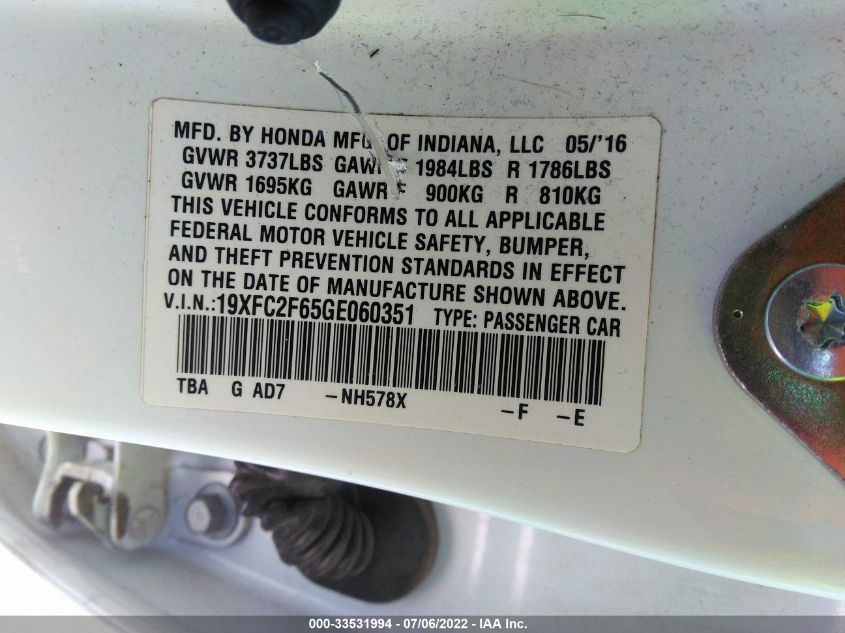 MFD. BY HONDA MFG. OF INDIANA, LLC 05/'16
GVWR 3737LBS GAWR F 1984LBS R 1786LBS
GVWR 1695KG GAWR F 900KG R 810KG
THIS VEHICLE CONFORMS TO ALL APPLICABLE
FEDERAL MOTOR VEHICLE SAFETY, BUMPER,
AND THEFT PREVENTION STANDARDS IN EFFECT
ON THE DATE OF MANUFACTURE SHOWN ABOVE.
V.I.N.:19XFC2F65GE060351 TYPE: PASSENGER CAR
TBA G AD7 -NH578X -F -E
000-33531994 - 07/06/2022 - IAA Inc.